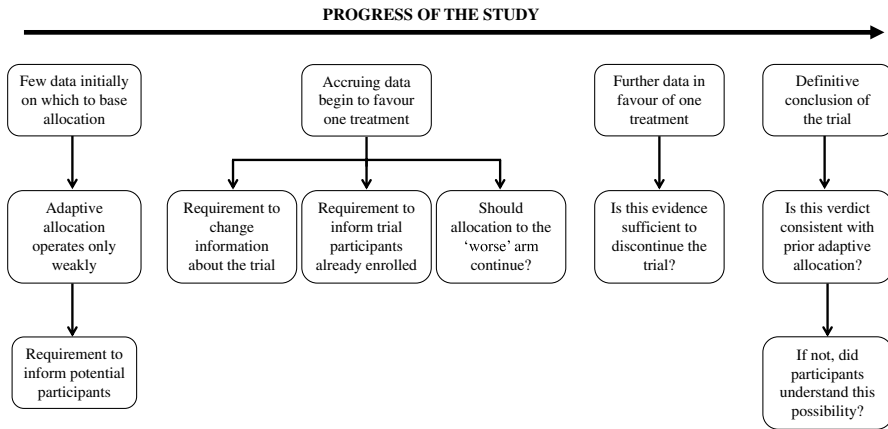 PROGRESS OF THE STUDY
Few data initially
on which to base
allocation
Accruing data
begin to favour
one treatment
Further data in
favour of one
treatment
Definitive
conclusion of
the trial
Adaptive
allocation
operates only
weakly
Requirement to
change
information
about the trial
Requirement to
inform trial
participants
already enrolled
Should
allocation to the
‘worse’ arm
continue?
Is this evidence
sufficient to
discontinue the
trial?
Is this verdict
consistent with
prior adaptive
allocation?
Requirement to
inform potential
participants
If not, did
participants
understand this
possibility?